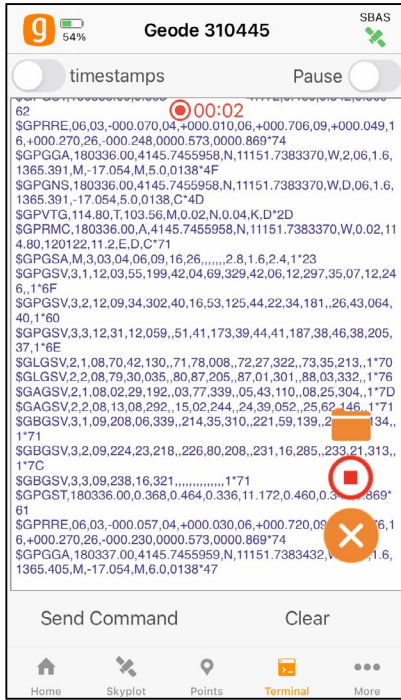 g
54%
Geode 310445
SBAS
timestamps
Pause
00:02
62
$GPRRE,06,03,-000.070,04,+000.010,06,+000.706,09,+000.049,1
6,+000.270,26,-000.248,0000.573,0000.869*74
$GPGGA,180336.00,4145.7455958,N,11151.7383370,W,2,06,1.6,
1365.391,M,-17.054,M,5.0,0138*4F
$GPGNS,180336.00,4145.7455958,N,11151.7383370,W,D,06,1.6,
1365.391,-17.054,5.0,0138,C*4D
$GPVTG,114.80,T,103.56,M,0.02,N,0.04,K,D*2D
$GPRMC,180336.00,A,4145.7455958,N,11151.7383370,W,0.02,11
4.80,120122,11.2,E,D,C*71
$GPGSA,M,3,03,04,06,09,16,26,,,,,,,2.8,1.6,2.4,1*23
$GPGSV,3,1,12,03,55,199,42,04,69,329,42,06,12,297,35,07,12,24
6,,1*6F
$GPGSV,3,2,12,09,34,302,40,16,53,125,44,22,34,181,,26,43,064,
40,1*60
$GPGSV,3,3,12,31,12,059,,51,41,173,39,44,41,187,38,46,38,205,
37,1*6E
$GLGSV,2,1,08,70,42,130,,71,78,008,,72,27,322,,73,35,213,,1*70
$GLGSV,2,2,08,79,30,035,,80,87,205,,87,01,301,,88,03,332,,1*76
$GAGSV,2,1,08,02,29,192,,03,77,339,,05,43,110,,08,25,304,,1*7D
$GAGSV,2,2,08,13,08,292,,15,02,244,,24,39,052,,25,62,146,,1*71
$GBGSV,3,1,09,208,06,339,,214,35,310,,221,59,139,,2 134,,
1*71
$GBGSV,3,2,09,224,23,218,,226,80,208,,231,16,285,,233,21,313,,
1*7C
$GBGSV,3,3,09,238,16,321,,,,,,,,,,,,,,1*71
$GPGST,180336.00,0.368,0.464,0.336,11.172,0.460,0.3 .869*
61
$GPRRE,06,03,-000.057,04,+000.030,06,+000.720,09 6,1
6,+000.270,26,-000.230,0000.573,0000.869*74
$GPGGA,180337.00,4145.7455959,N,11151.7383432, 1.6,
1365.405,M,-17.054,M,6.0,0138*47
Send Command
Clear
Home
Skyplot
Points
Terminal
More